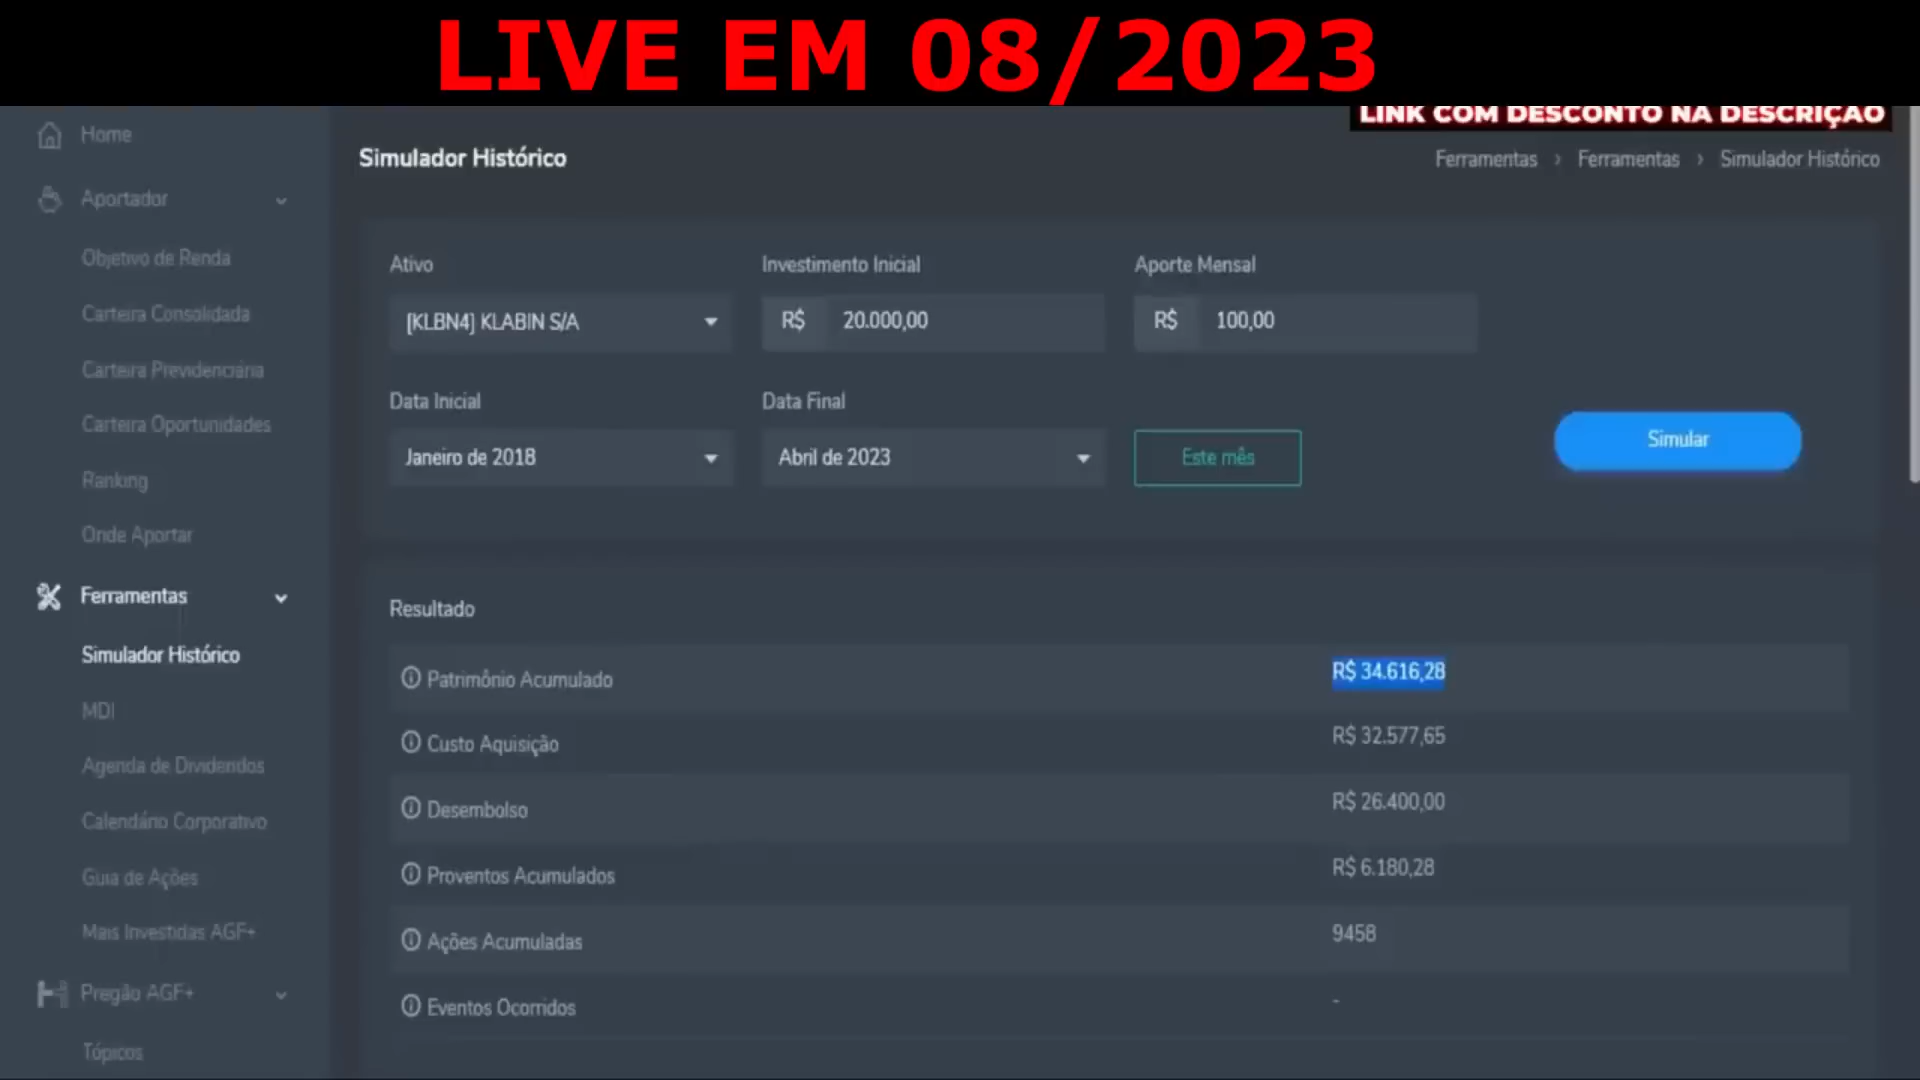 LIVE EM 08/2023
LINK COM DESCONTO NA DESCRIÇÃO
Home
Simulador Histórico
Ferramentas › Ferramentas › Simulador Histórico
Aportador
Objetivo de Renda
Carteira Consolidada
Carteira Previdenciária
Carteira Oportunidades
Ranking
Onde Aportar
Ferramentas
Simulador Histórico
MDI
Agenda de Dividendos
Calendário Corporativo
Guia de Ações
Mais Investidas AGF+
Pregão AGF+
Tópicos
Ativo
Investimento Inicial
Aporte Mensal
[KLBN4] KLABIN S/A
R$ 20.000,00
R$ 100,00
Data Inicial
Data Final
Janeiro de 2018
Abril de 2023
Este mês
Simular
Resultado
Patrimônio Acumulado R$ 34.616,28
Custo Aquisição R$ 32.577,65
Desembolso R$ 26.400,00
Proventos Acumulados R$ 6.180,28
Ações Acumuladas 9458
Eventos Ocorridos -